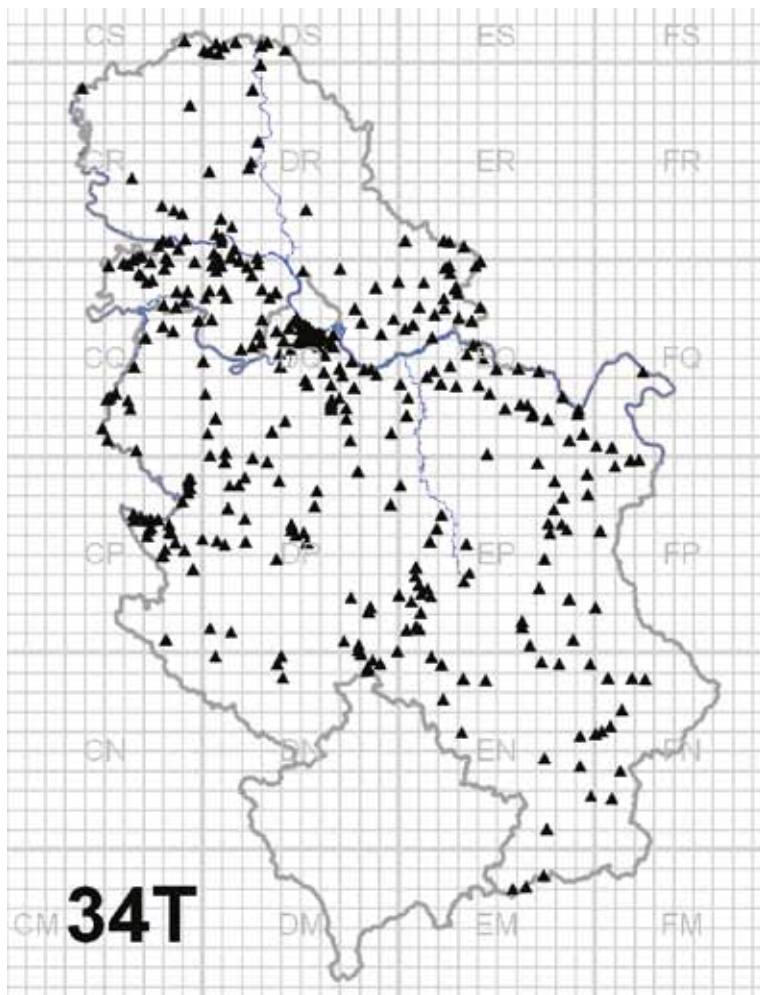 CS DS ES FS
CR DR ER FR
CQ DQ EQ FQ
CP DP EP FP
CN DN EN FN
34T
CM DM EM FM